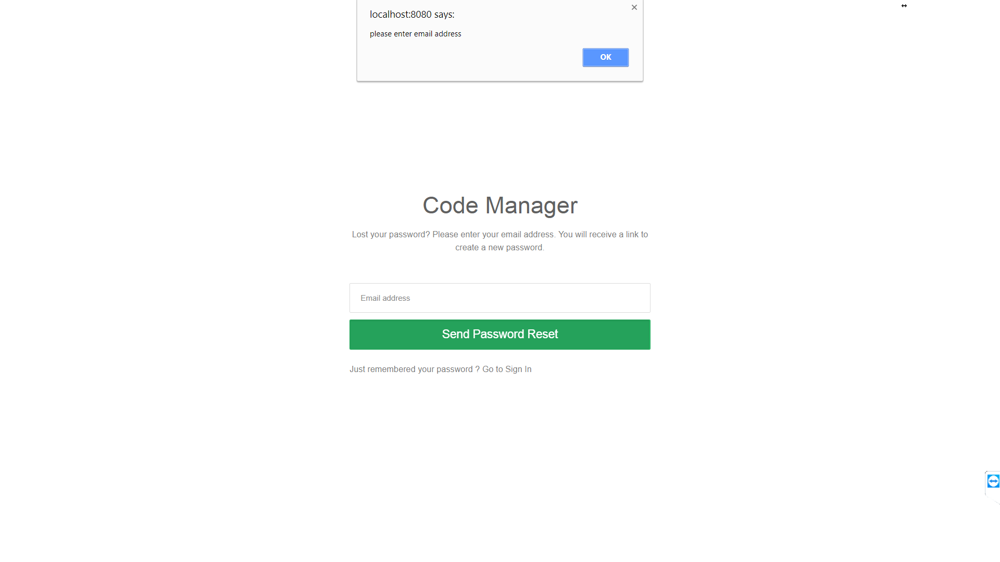 localhost:8080 says:
please enter email address
OK
Code Manager
Lost your password? Please enter your email address. You will receive a link to
create a new password.
Email address
Send Password Reset
Just remembered your password ? Go to Sign In